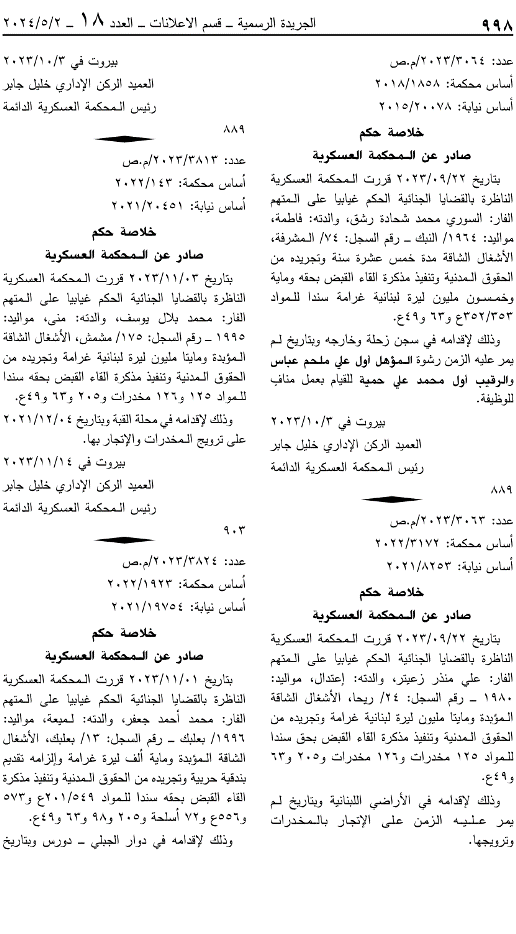 ٩٩٨
الجريدة الرسمية – قسم الاعلانات – العدد ١٨ – ٢٠٢٤/٥/٢
عدد: ٢٠٢٣/٣٠٦٤/م.ص
أساس محكمة: ٢٠١٨/١٨٥٨
أساس نيابة: ٢٠١٥/٢٠٠٧٨
خلاصة حكم
صادر عن المحكمة العسكرية
بتاريخ ٢٠٢٣/٠٩/٢٢ قررت المحكمة العسكرية
الناظرة بالقضايا الجنائية الحكم غيابيا على المتهم
الفار: السوري محمد شحادة رشق، والدته: فاطمة،
مواليد: ١٩٦٤/ النبك – رقم السجل: ٧٤/ المشرفة،
الأشغال الشاقة مدة خمس عشرة سنة وتجريده من
الحقوق المدنية وتنفيذ مذكرة القاء القبض بحقه وماية
وخمسون مليون ليرة لبنانية غرامة سندا للمواد
٣٥٢/٣٥٣ع و٦٣ و٤٩ع.
وذلك لإقدامه في سجن زحلة وخارجه وبتاريخ لم
يمر عليه الزمن رشوة المؤهل أول علي ملحم عباس
والرقيب أول محمد علي حمية للقيام بعمل مناف
للوظيفة.
بيروت في ٢٠٢٣/١٠/٣
العميد الركن الإداري خليل جابر
رئيس المحكمة العسكرية الدائمة
٨٨٩
عدد: ٢٠٢٣/٣٠٦٣/م.ص
أساس محكمة: ٢٠٢٢/٣١٧٢
أساس نيابة: ٢٠٢١/٨٢٥٣
خلاصة حكم
صادر عن المحكمة العسكرية
بتاريخ ٢٠٢٣/٠٩/٢٢ قررت المحكمة العسكرية
الناظرة بالقضايا الجنائية الحكم غيابيا على المتهم
الفار: علي منذر زعيتر، والدته: إعتدال، مواليد:
١٩٨٠ – رقم السجل: ٢٤/ ريحا، الأشغال الشاقة
المؤبدة ومايتا مليون ليرة لبنانية غرامة وتجريده من
الحقوق المدنية وتنفيذ مذكرة القاء القبض بحق سندا
للمواد ١٢٥ مخدرات و١٢٦ مخدرات و٢٠٥ و٦٣
و٤٩ع.
وذلك لإقدامه في الأراضي اللبنانية وبتاريخ لم
يمر عليه الزمن على الإتجار بالمخدرات
وترويجها.
بيروت في ٢٠٢٣/١٠/٣
العميد الركن الإداري خليل جابر
رئيس المحكمة العسكرية الدائمة
٨٨٩
عدد: ٢٠٢٣/٣٨١٣/م.ص
أساس محكمة: ٢٠٢٢/١٤٣
أساس نيابة: ٢٠٢١/٢٠٤٥١
خلاصة حكم
صادر عن المحكمة العسكرية
بتاريخ ٢٠٢٣/١١/٠٣ قررت المحكمة العسكرية
الناظرة بالقضايا الجنائية الحكم غيابيا على المتهم
الفار: محمد بلال يوسف، والدته: منى، مواليد:
١٩٩٥ – رقم السجل: ١٧٥/ مشمش، الأشغال الشاقة
المؤبدة ومايتا مليون ليرة لبنانية غرامة وتجريده من
الحقوق المدنية وتنفيذ مذكرة القاء القبض بحقه سندا
للمواد ١٢٥ و١٢٦ مخدرات و٢٠٥ و٦٣ و٤٩ع.
وذلك لإقدامه في محلة القبة وبتاريخ ٢٠٢١/١٢/٠٤
على ترويج المخدرات والإتجار بها.
بيروت في ٢٠٢٣/١١/١٤
العميد الركن الإداري خليل جابر
رئيس المحكمة العسكرية الدائمة
٩٠٣
عدد: ٢٠٢٣/٣٨٢٤/م.ص
أساس محكمة: ٢٠٢٢/١٩٢٣
أساس نيابة: ٢٠٢١/١٩٧٥٤
خلاصة حكم
صادر عن المحكمة العسكرية
بتاريخ ٢٠٢٣/١١/٠١ قررت المحكمة العسكرية
الناظرة بالقضايا الجنائية الحكم غيابيا على المتهم
الفار: محمد أحمد جعفر، والدته: لميعة، مواليد:
١٩٩٦/ بعلبك – رقم السجل: ١٣/ بعلبك، الأشغال
الشاقة المؤبدة وماية ألف ليرة غرامة وإلزامه تقديم
بندقية حربية وتجريده من الحقوق المدنية وتنفيذ مذكرة
القاء القبض بحقه سندا للمواد ٢٠١/٥٤٩ع و٥٧٣
و٥٥٦ع و٧٢ أسلحة و٢٠٥ و٩٨ و٦٣ و٤٩ع.
وذلك لإقدامه في دوار الجبلي – دورس وبتاريخ